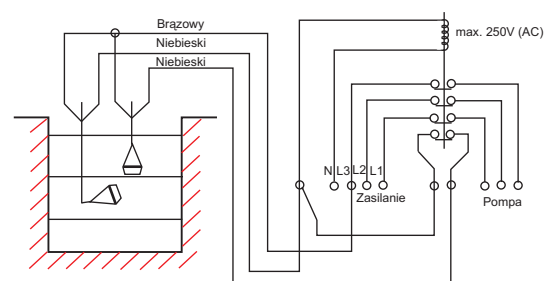 Brązowy
Niebieski
Niebieski
max. 250V (AC)
N L3 L2 L1
Zasilanie
Pompa